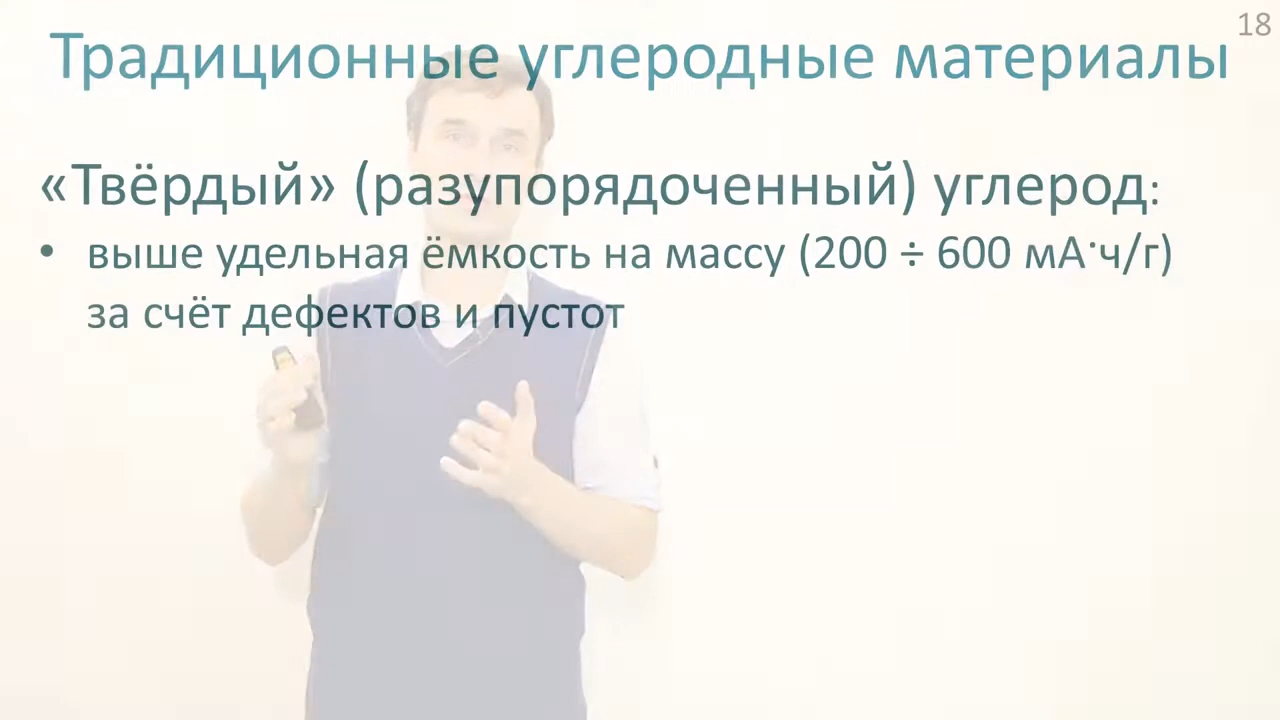 18
Традиционные углеродные материалы
«Твёрдый» (разупорядоченный) углерод:
• выше удельная ёмкость на массу (200 ÷ 600 мА·ч/г)
за счёт дефектов и пустот